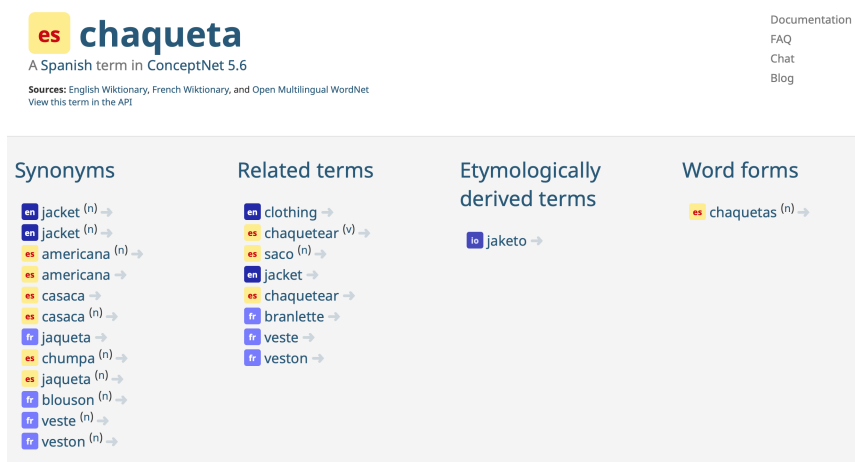 es chaqueta
A Spanish term in ConceptNet 5.6
Sources: English Wiktionary, French Wiktionary, and Open Multilingual WordNet
View this term in the API
Documentation
FAQ
Chat
Blog
Synonyms
en jacket (n) ➜
en jacket (n) ➜
es americana (n) ➜
es americana ➜
es casaca ➜
es casaca (n) ➜
fr jaqueta ➜
es chumpa (n) ➜
es jaqueta (n) ➜
fr blouson (n) ➜
fr veste (n) ➜
fr veston (n) ➜
Related terms
en clothing ➜
es chaquetear (v) ➜
es saco (n) ➜
en jacket ➜
es chaquetear ➜
fr branlette ➜
fr veste ➜
fr veston ➜
Etymologically
derived terms
io jaketo ➜
Word forms
es chaquetas (n) ➜